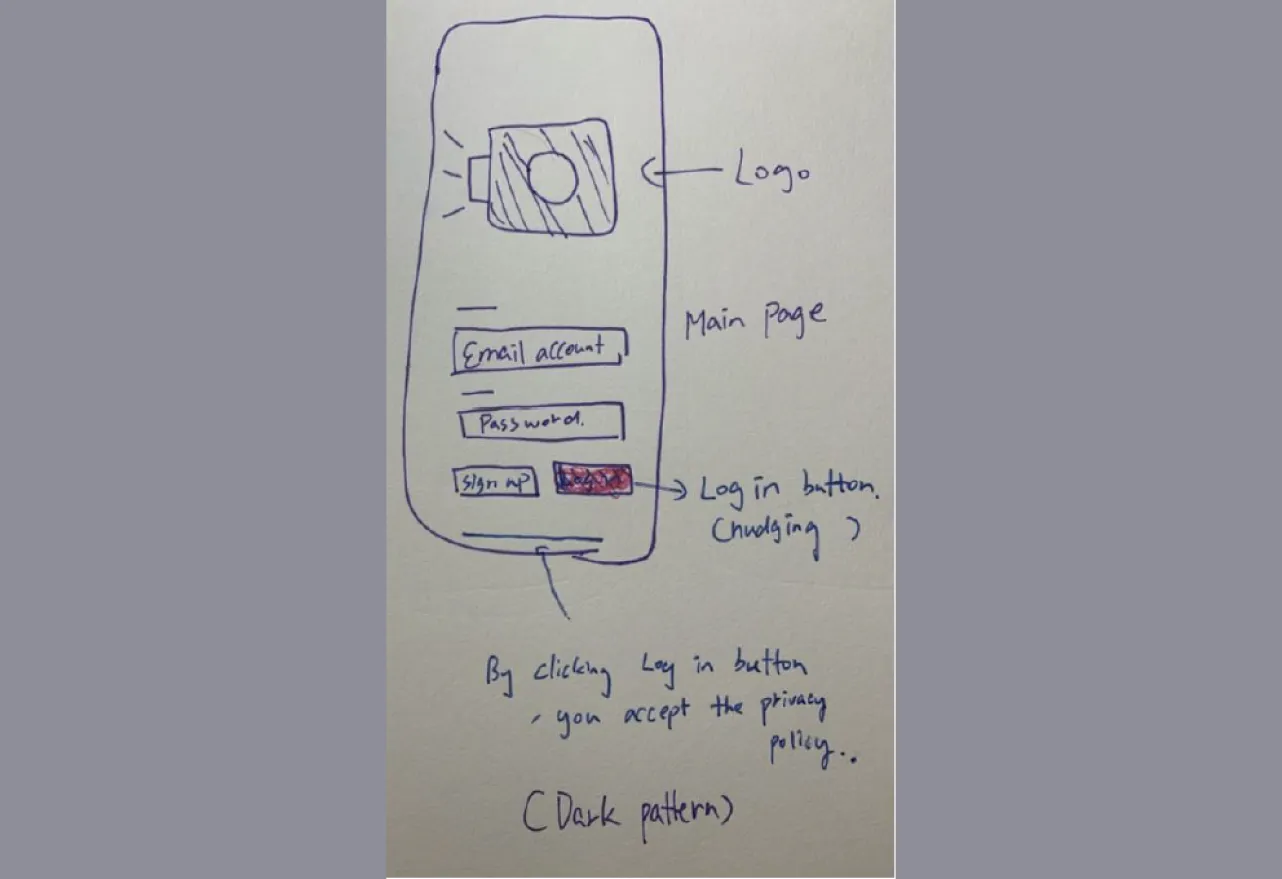 Logo
Main Page
Email account
Password.
sign up
Log in
Log in button.
(nudging)
By clicking Log in button
, you accept the privacy
policy..
(Dark pattern)